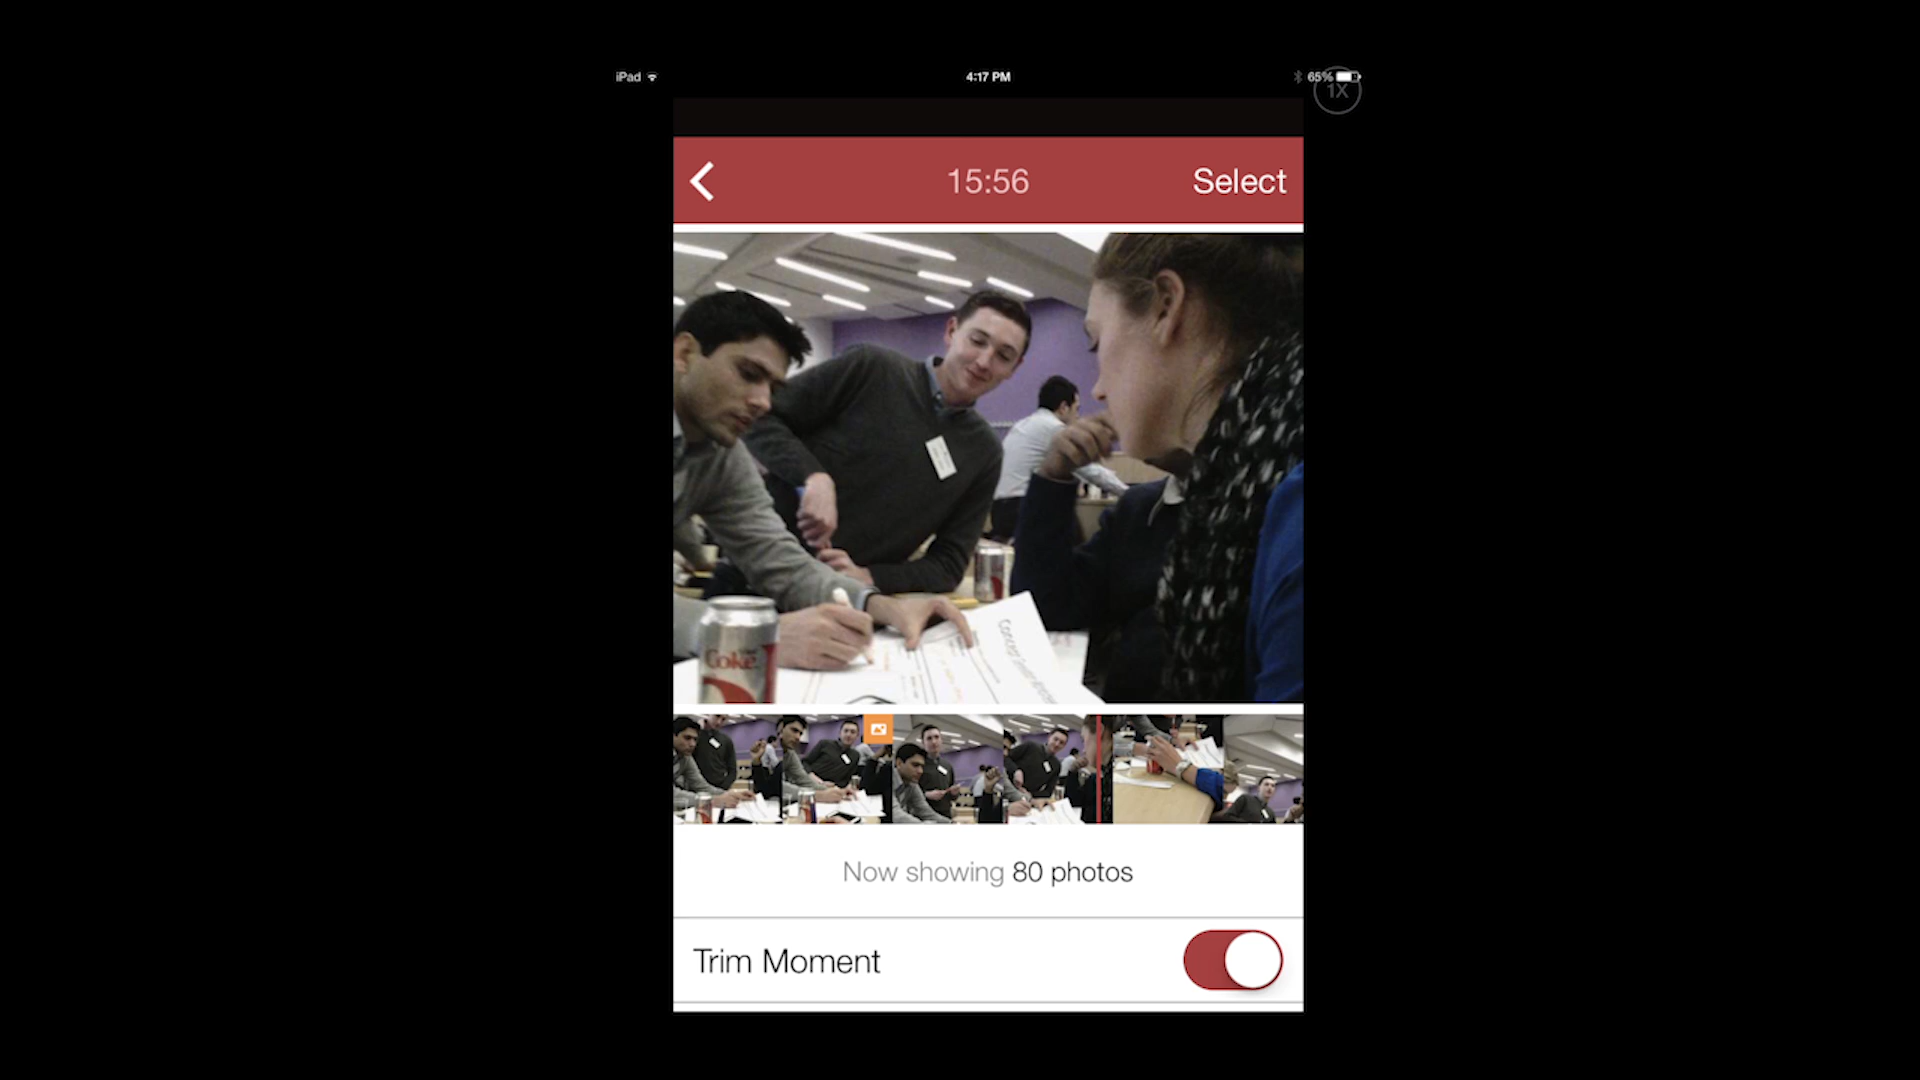 iPad
4:17 PM
65%
1X
15:56
Select
Coke
Now showing 80 photos
Trim Moment